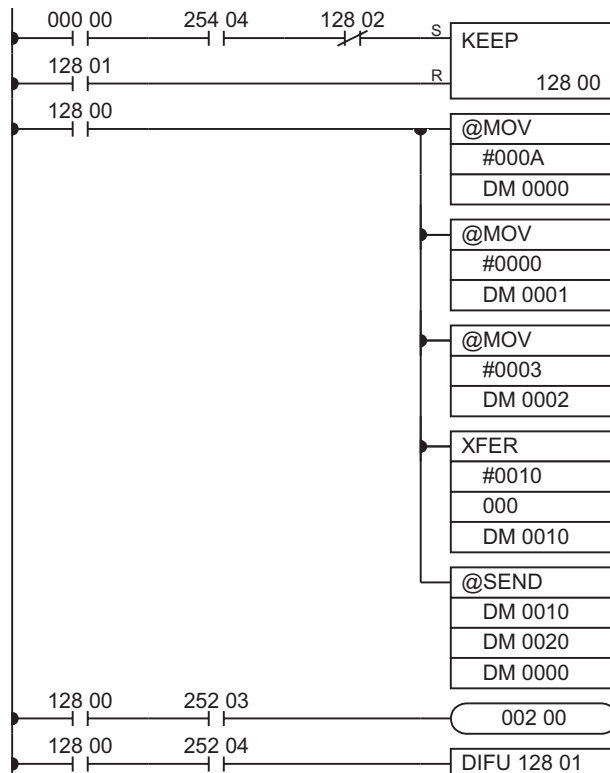 000 00 254 04 128 02
S KEEP
128 01
R 128 00
128 00
@MOV
#000A
DM 0000
@MOV
#0000
DM 0001
@MOV
#0003
DM 0002
XFER
#0010
000
DM 0010
@SEND
DM 0010
DM 0020
DM 0000
128 00 252 03
002 00
128 00 252 04
DIFU 128 01